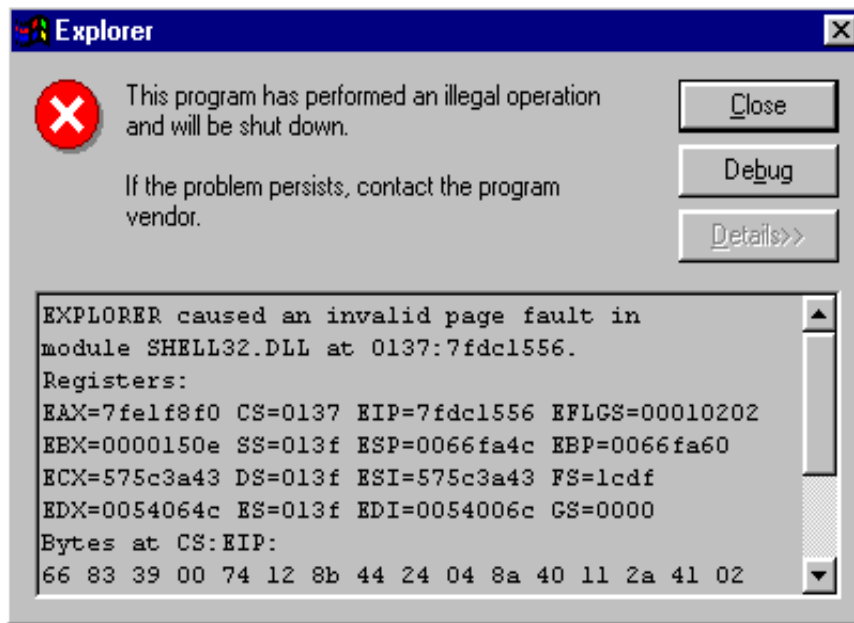 Explorer
This program has performed an illegal operation
and will be shut down.
If the problem persists, contact the program
vendor.
Close
Debug
Details>>
EXPLORER caused an invalid page fault in
module SHELL32.DLL at 0137:7fdc1556.
Registers:
EAX=7fe1f8f0 CS=0137 EIP=7fdc1556 EFLGS=00010202
EBX=0000150e SS=013f ESP=0066fa4c EBP=0066fa60
ECX=575c3a43 DS=013f ESI=575c3a43 FS=1cdf
EDX=0054064c ES=013f EDI=0054006c GS=0000
Bytes at CS:EIP:
66 83 39 00 74 12 8b 44 24 04 8a 40 11 2a 41 02